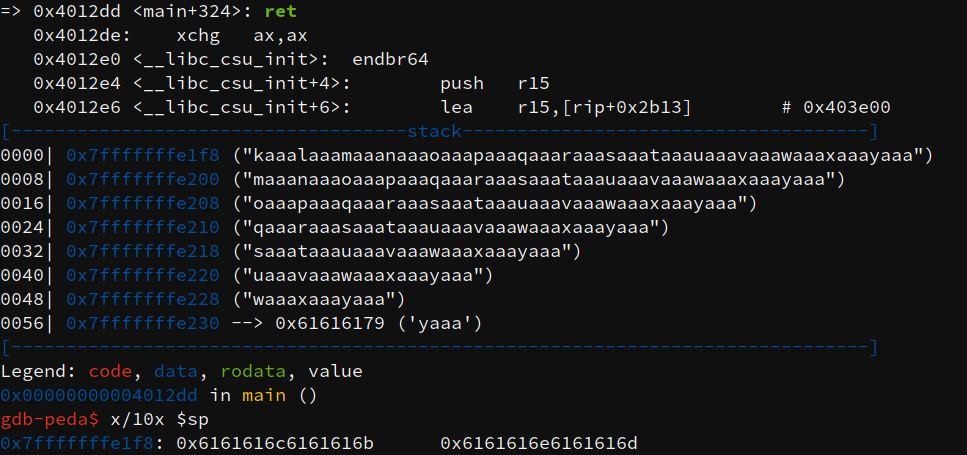 => 0x4012dd <main+324>: ret
   0x4012de:    xchg   ax,ax
   0x4012e0 <__libc_csu_init>:  endbr64
   0x4012e4 <__libc_csu_init+4>:        push   r15
   0x4012e6 <__libc_csu_init+6>:        lea    r15,[rip+0x2b13]        # 0x403e00
[------------------------------------stack-------------------------------------]
0000| 0x7fffffffe1f8 ("kaaalaaamaaanaaaoaaapaaaqaaaraaasaaataaauaaavaaawaaaxaaayaaa")
0008| 0x7fffffffe200 ("maaanaaaoaaapaaaqaaaraaasaaataaauaaavaaawaaaxaaayaaa")
0016| 0x7fffffffe208 ("oaaapaaaqaaaraaasaaataaauaaavaaawaaaxaaayaaa")
0024| 0x7fffffffe210 ("qaaaraaasaaataaauaaavaaawaaaxaaayaaa")
0032| 0x7fffffffe218 ("saaataaauaaavaaawaaaxaaayaaa")
0040| 0x7fffffffe220 ("uaaavaaawaaaxaaayaaa")
0048| 0x7fffffffe228 ("waaaxaaayaaa")
0056| 0x7fffffffe230 --> 0x61616179 ('yaaa')
[------------------------------------------------------------------------------]
Legend: code, data, rodata, value
0x00000000004012dd in main ()
gdb-peda$ x/10x $sp
0x7fffffffe1f8: 0x6161616c6161616b      0x6161616e6161616d